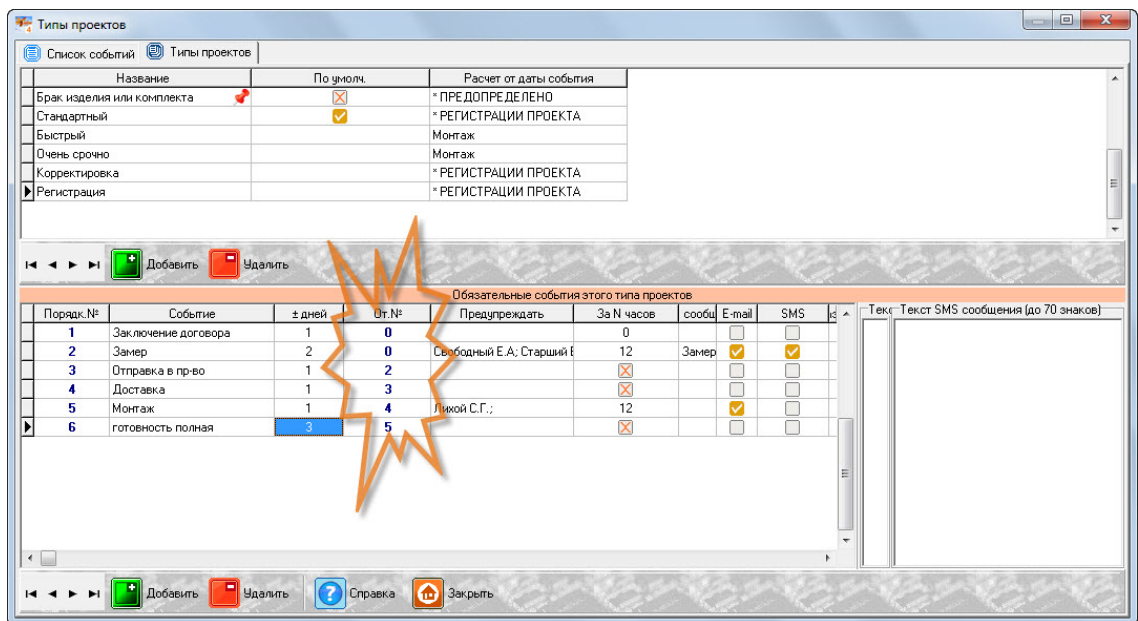 Типы проектов
Список событий Типы проектов
Название По умолч. Расчет от даты события
Брак изделия или комплекта * ПРЕДОПРЕДЕЛЕНО
Стандартный * РЕГИСТРАЦИИ ПРОЕКТА
Быстрый Монтаж
Очень срочно Монтаж
Корректировка * РЕГИСТРАЦИИ ПРОЕКТА
Регистрация * РЕГИСТРАЦИИ ПРОЕКТА
Добавить Удалить
Обязательные события этого типа проектов
Порядк.№ Событие ± дней От.№ Предупреждать За N часов сообщ E-mail SMS Текст SMS сообщения (до 70 знаков)
1 Заключение договора 1 0 0
2 Замер 2 0 Свободный Е.А; Старший 12 Замер
3 Отправка в пр-во 1 2
4 Доставка 1 3
5 Монтаж 1 4 Лихой С.Г.; 12
6 готовность полная 3 5
Добавить Удалить Справка Закрыть